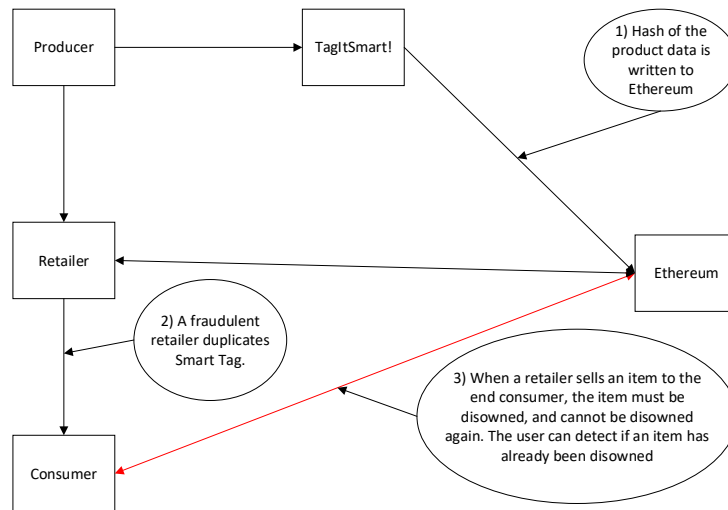 Producer
TagItSmart!
1) Hash of the
product data is
written to
Ethereum
Retailer
Ethereum
2) A fraudulent
retailer duplicates
Smart Tag.
3) When a retailer sells an item to the
end consumer, the item must be
disowned, and cannot be disowned
again. The user can detect if an item has
already been disowned
Consumer